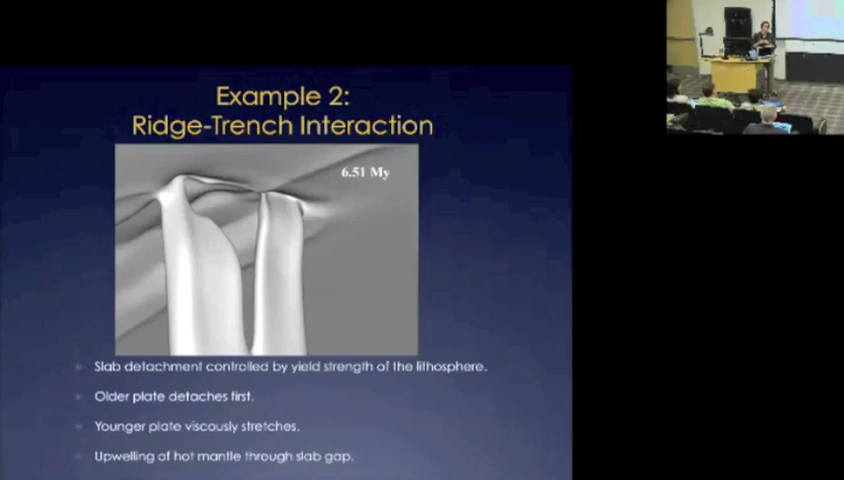 Example 2:
Ridge-Trench Interaction
6.51 My
Slab detachment controlled by yield strength of the lithosphere.
Older plate detaches first.
Younger plate viscously stretches.
Upwelling of hot mantle through slab gap.